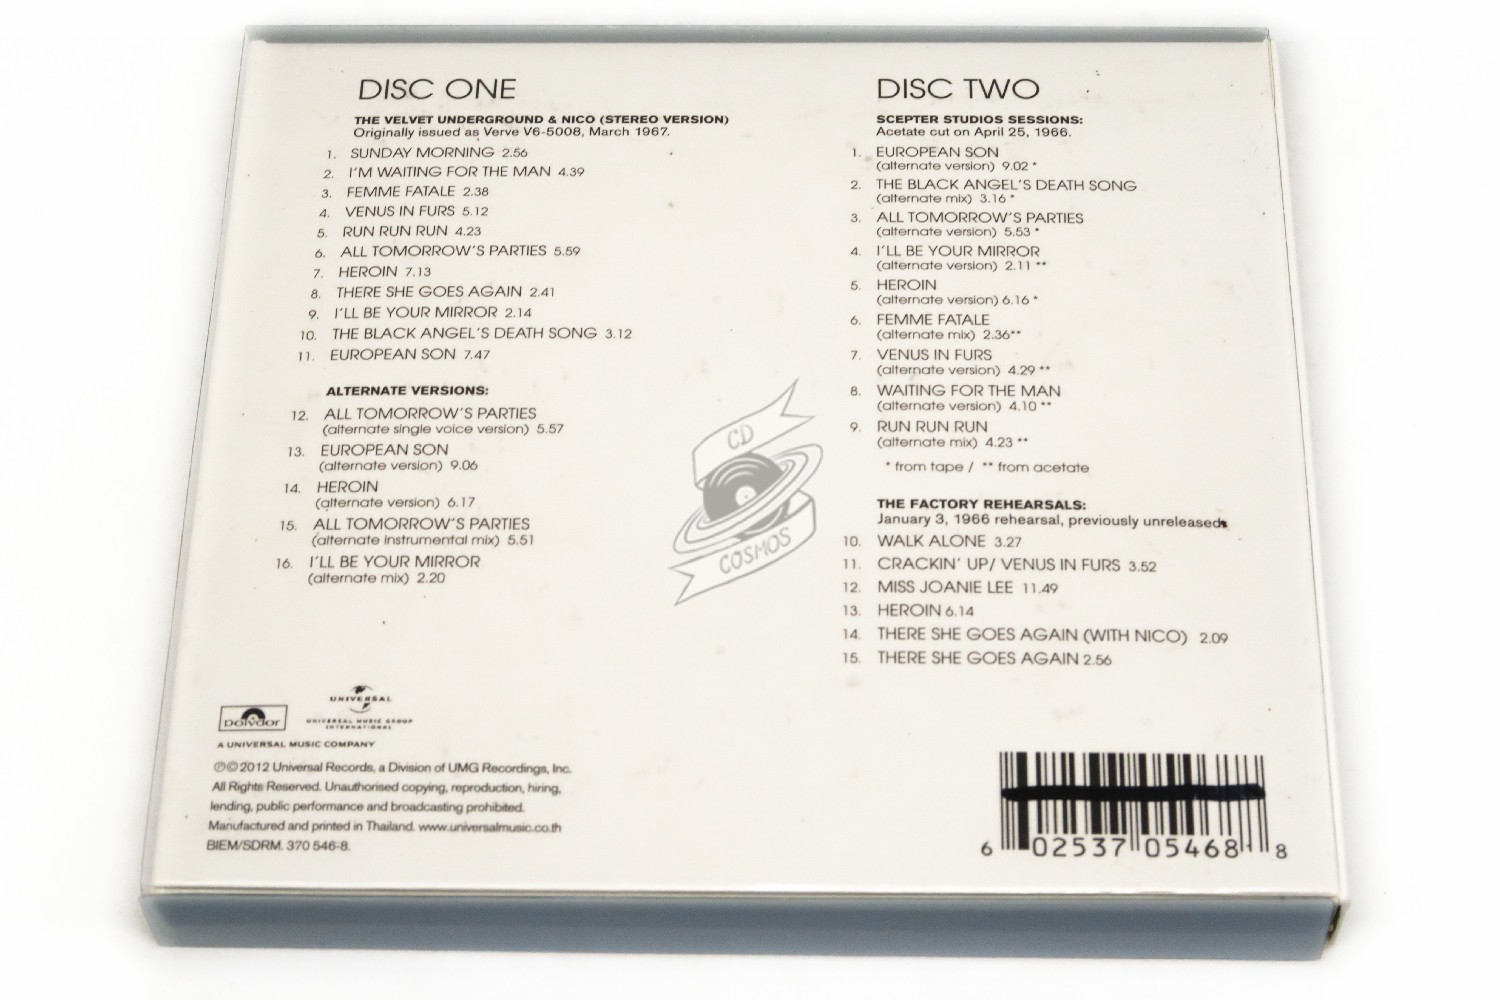 DISC ONE
THE VELVET UNDERGROUND & NICO (STEREO VERSION)
Originally issued as Verve V6-5008, March 1967.
1. SUNDAY MORNING 2.56
2. I'M WAITING FOR THE MAN 4.39
3. FEMME FATALE 2.38
4. VENUS IN FURS 5.12
5. RUN RUN RUN 4.23
6. ALL TOMORROW'S PARTIES 5.59
7. HEROIN 7.13
8. THERE SHE GOES AGAIN 2.41
9. I'LL BE YOUR MIRROR 2.14
10. THE BLACK ANGEL'S DEATH SONG 3.12
11. EUROPEAN SON 7.47
ALTERNATE VERSIONS:
12. ALL TOMORROW'S PARTIES
(alternate single voice version) 5.57
13. EUROPEAN SON
(alternate version) 9.06
14. HEROIN
(alternate version) 6.17
15. ALL TOMORROW'S PARTIES
(alternate instrumental mix) 5.51
16. I'LL BE YOUR MIRROR
(alternate mix) 2.20
DISC TWO
SCEPTER STUDIOS SESSIONS:
Acetate cut on April 25, 1966.
1. EUROPEAN SON
(alternate version) 9.02 *
2. THE BLACK ANGEL'S DEATH SONG
(alternate mix) 3.16 *
3. ALL TOMORROW'S PARTIES
(alternate version) 5.53 *
4. I'LL BE YOUR MIRROR
(alternate version) 2.11 **
5. HEROIN
(alternate version) 6.16 *
6. FEMME FATALE
(alternate mix) 2.36**
7. VENUS IN FURS
(alternate version) 4.29 **
8. WAITING FOR THE MAN
(alternate version) 4.10 **
9. RUN RUN RUN
(alternate mix) 4.23 **
* from tape / ** from acetate
THE FACTORY REHEARSALS:
January 3, 1966 rehearsal, previously unreleased.
10. WALK ALONE 3.27
11. CRACKIN' UP/ VENUS IN FURS 3.52
12. MISS JOANIE LEE 11.49
13. HEROIN 6.14
14. THERE SHE GOES AGAIN (WITH NICO) 2.09
15. THERE SHE GOES AGAIN 2.56
CD
COSMOS
polydor
UNIVERSAL
UNIVERSAL MUSIC GROUP
INTERNATIONAL
A UNIVERSAL MUSIC COMPANY
℗© 2012 Universal Records, a Division of UMG Recordings, Inc.
All Rights Reserved. Unauthorised copying, reproduction, hiring,
lending, public performance and broadcasting prohibited.
Manufactured and printed in Thailand. www.universalmusic.co.th
BIEM/SDRM. 370 546-8.
6 02537 05468 8